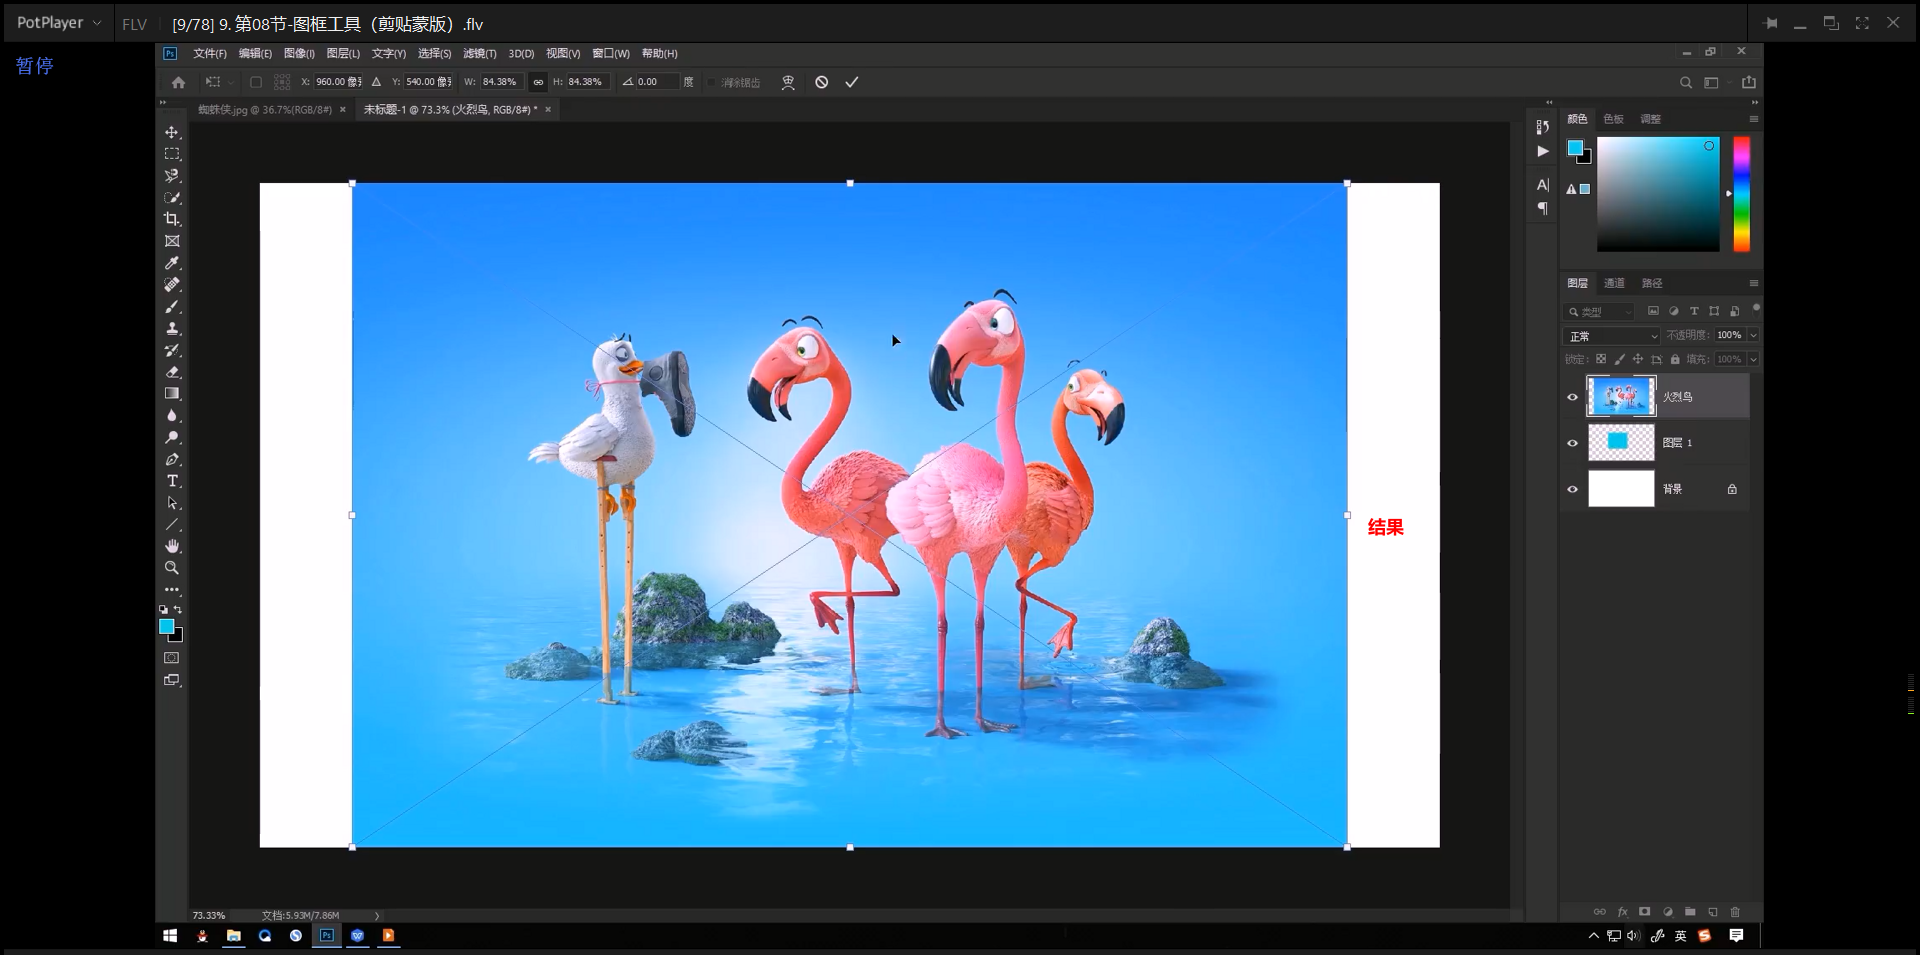 PotPlayer
FLV
[9/78] 9. 第08节-图框工具（剪贴蒙版）.flv
暂停
文件(F) 编辑(E) 图像(I) 图层(L) 文字(Y) 选择(S) 滤镜(T) 3D(D) 视图(V) 窗口(W) 帮助(H)
X: 960.00 像素 Y: 540.00 像素 W: 84.38% H: 84.38% 0.00 度 消除锯齿
蜘蛛侠.jpg @ 36.7%(RGB/8#) ×
未标题-1 @ 73.3% (火烈鸟, RGB/8#) * ×
颜色 色板 调整
图层 通道 路径
类型
正常 不透明度: 100%
锁定: 填充: 100%
火烈鸟
图层 1
背景
结果
73.33% 文档:5.93M/7.86M
英